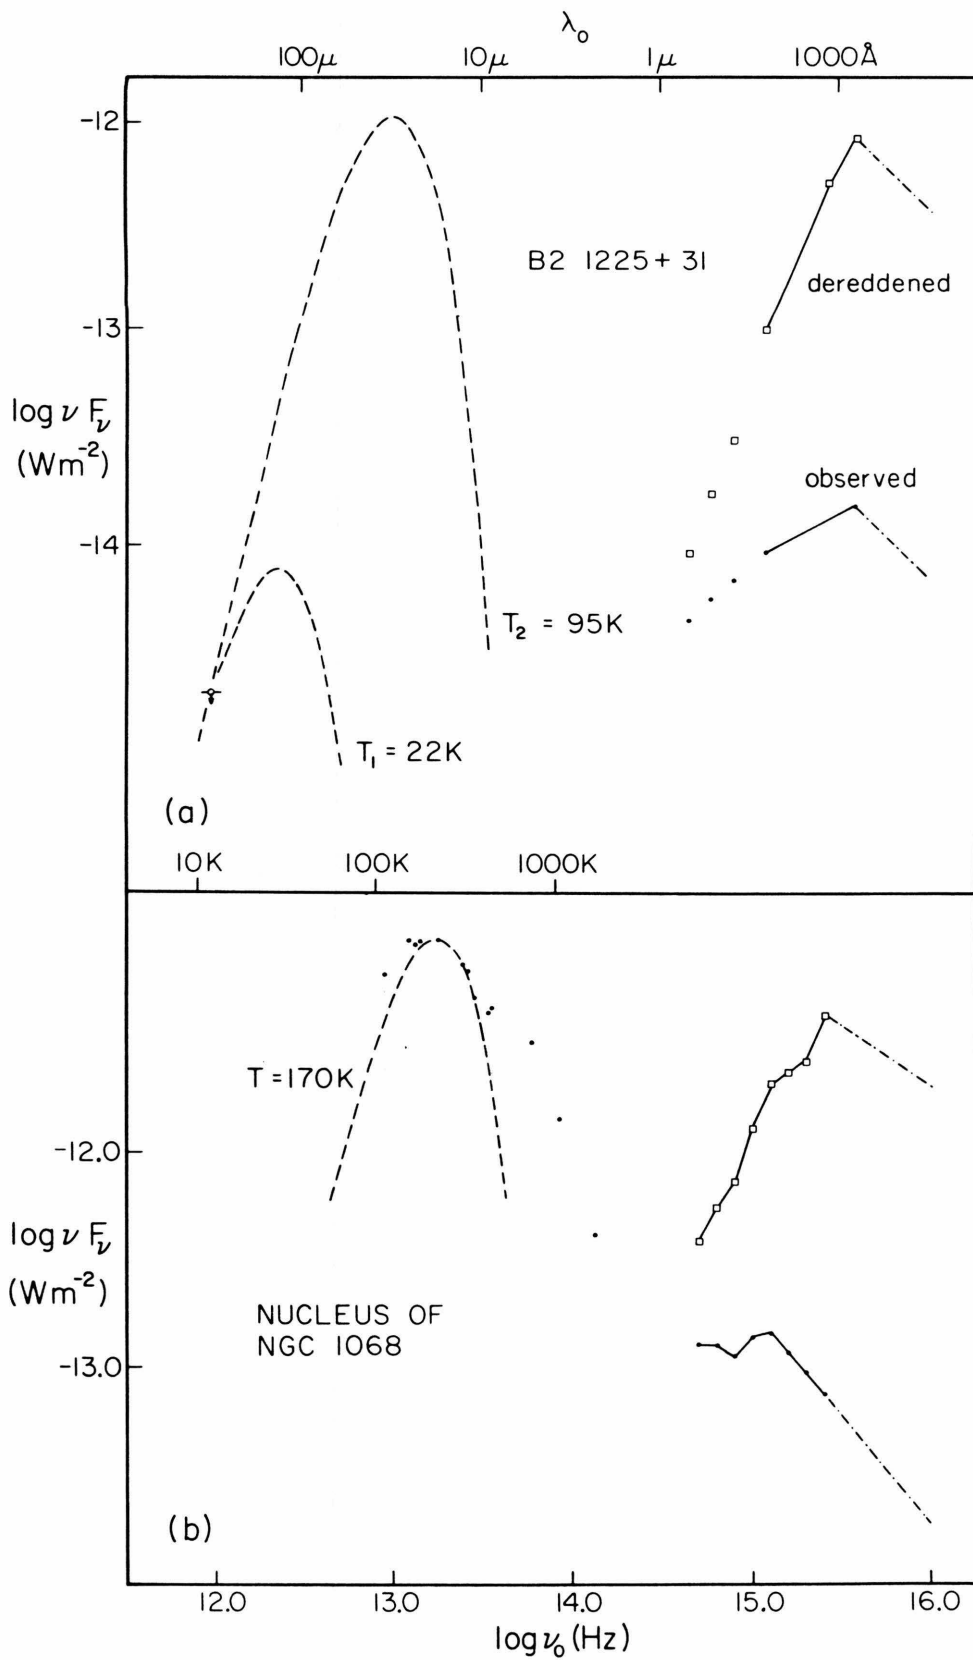 λ₀
100μ 10μ 1μ 1000Å
-12
B2 1225+31
dereddened
-13
log ν Fᵥ
(Wm⁻²)
observed
-14
T₂ = 95K
T₁ = 22K
(a)
10K 100K 1000K
T=170K
-12.0
log ν Fᵥ
(Wm⁻²)
NUCLEUS OF
NGC 1068
-13.0
(b)
12.0 13.0 14.0 15.0 16.0
log ν₀ (Hz)